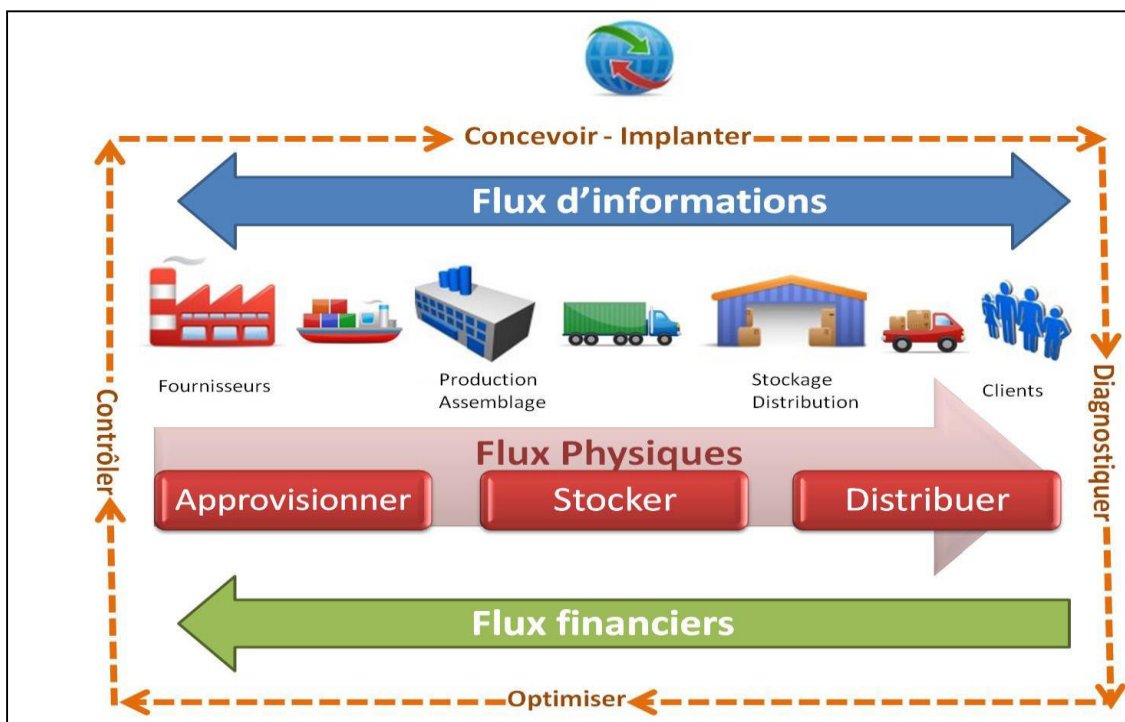 Concevoir - Implanter
Flux d’informations
Fournisseurs
Production
Assemblage
Stockage
Distribution
Clients
Contrôler
Diagnostiquer
Flux Physiques
Approvisionner
Stocker
Distribuer
Flux financiers
Optimiser